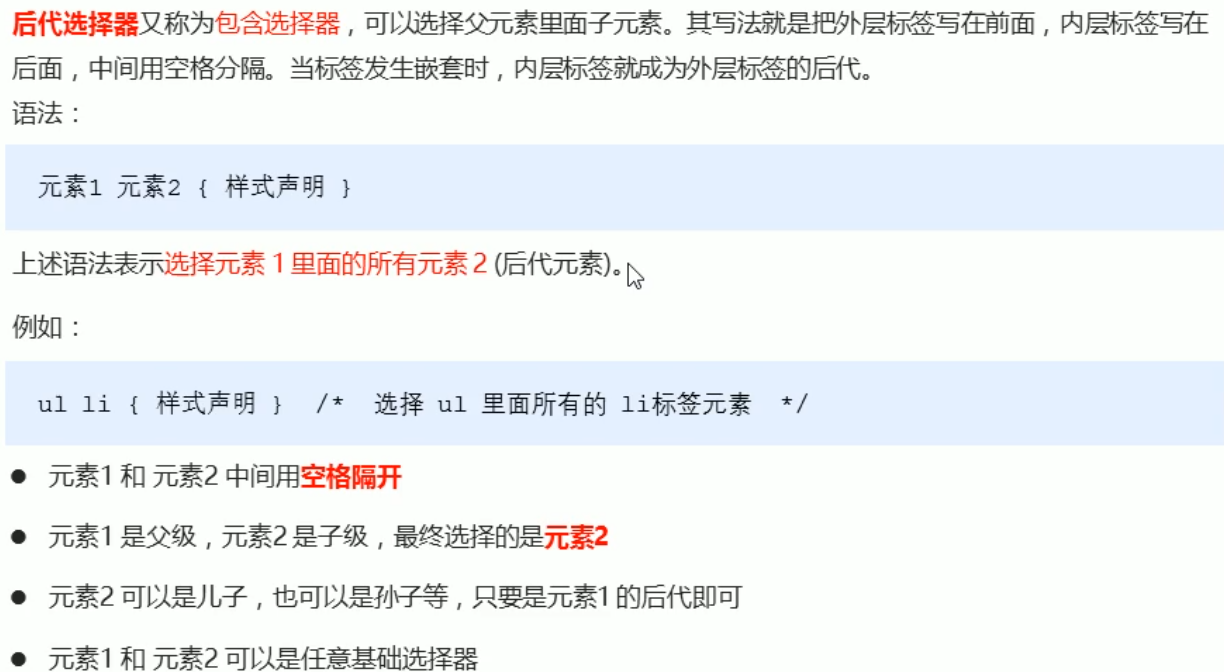 后代选择器又称为包含选择器，可以选择父元素里面子元素。其写法就是把外层标签写在前面，内层标签写在
后面，中间用空格分隔。当标签发生嵌套时，内层标签就成为外层标签的后代。
语法：
元素1 元素2 { 样式声明 }
上述语法表示选择元素 1 里面的所有元素 2 (后代元素)。
例如：
ul li { 样式声明 } /* 选择 ul 里面所有的 li标签元素 */
● 元素1 和 元素2 中间用空格隔开
● 元素1 是父级，元素2 是子级，最终选择的是元素2
● 元素2 可以是儿子，也可以是孙子等，只要是元素1 的后代即可
● 元素1 和 元素2 可以是任意基础选择器